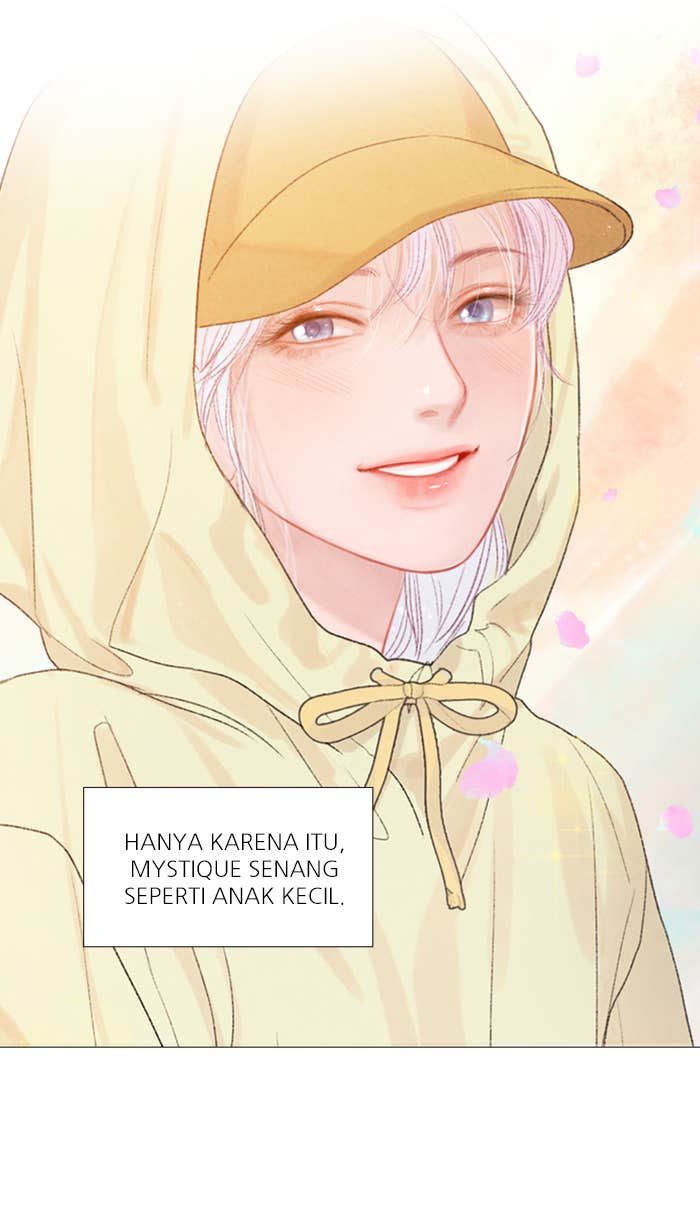 HANYA KARENA ITU,
MYSTIQUE SENANG
SEPERTI ANAK KECIL.